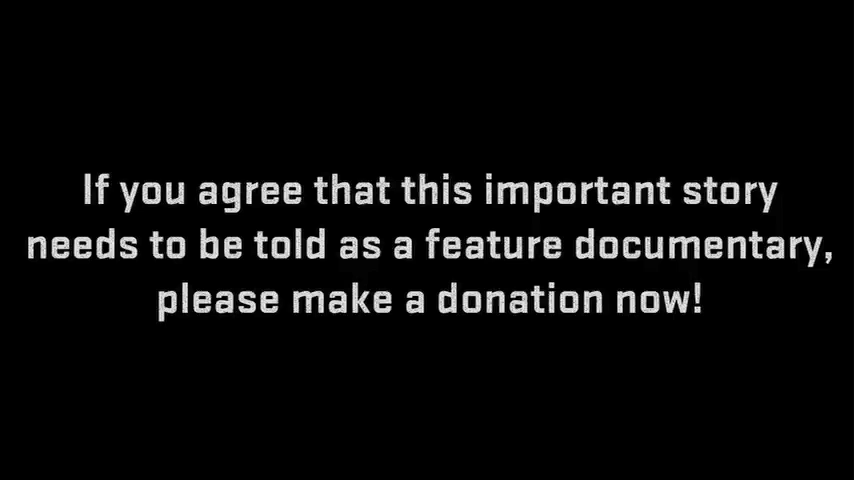 If you agree that this important story
needs to be told as a feature documentary,
please make a donation now!